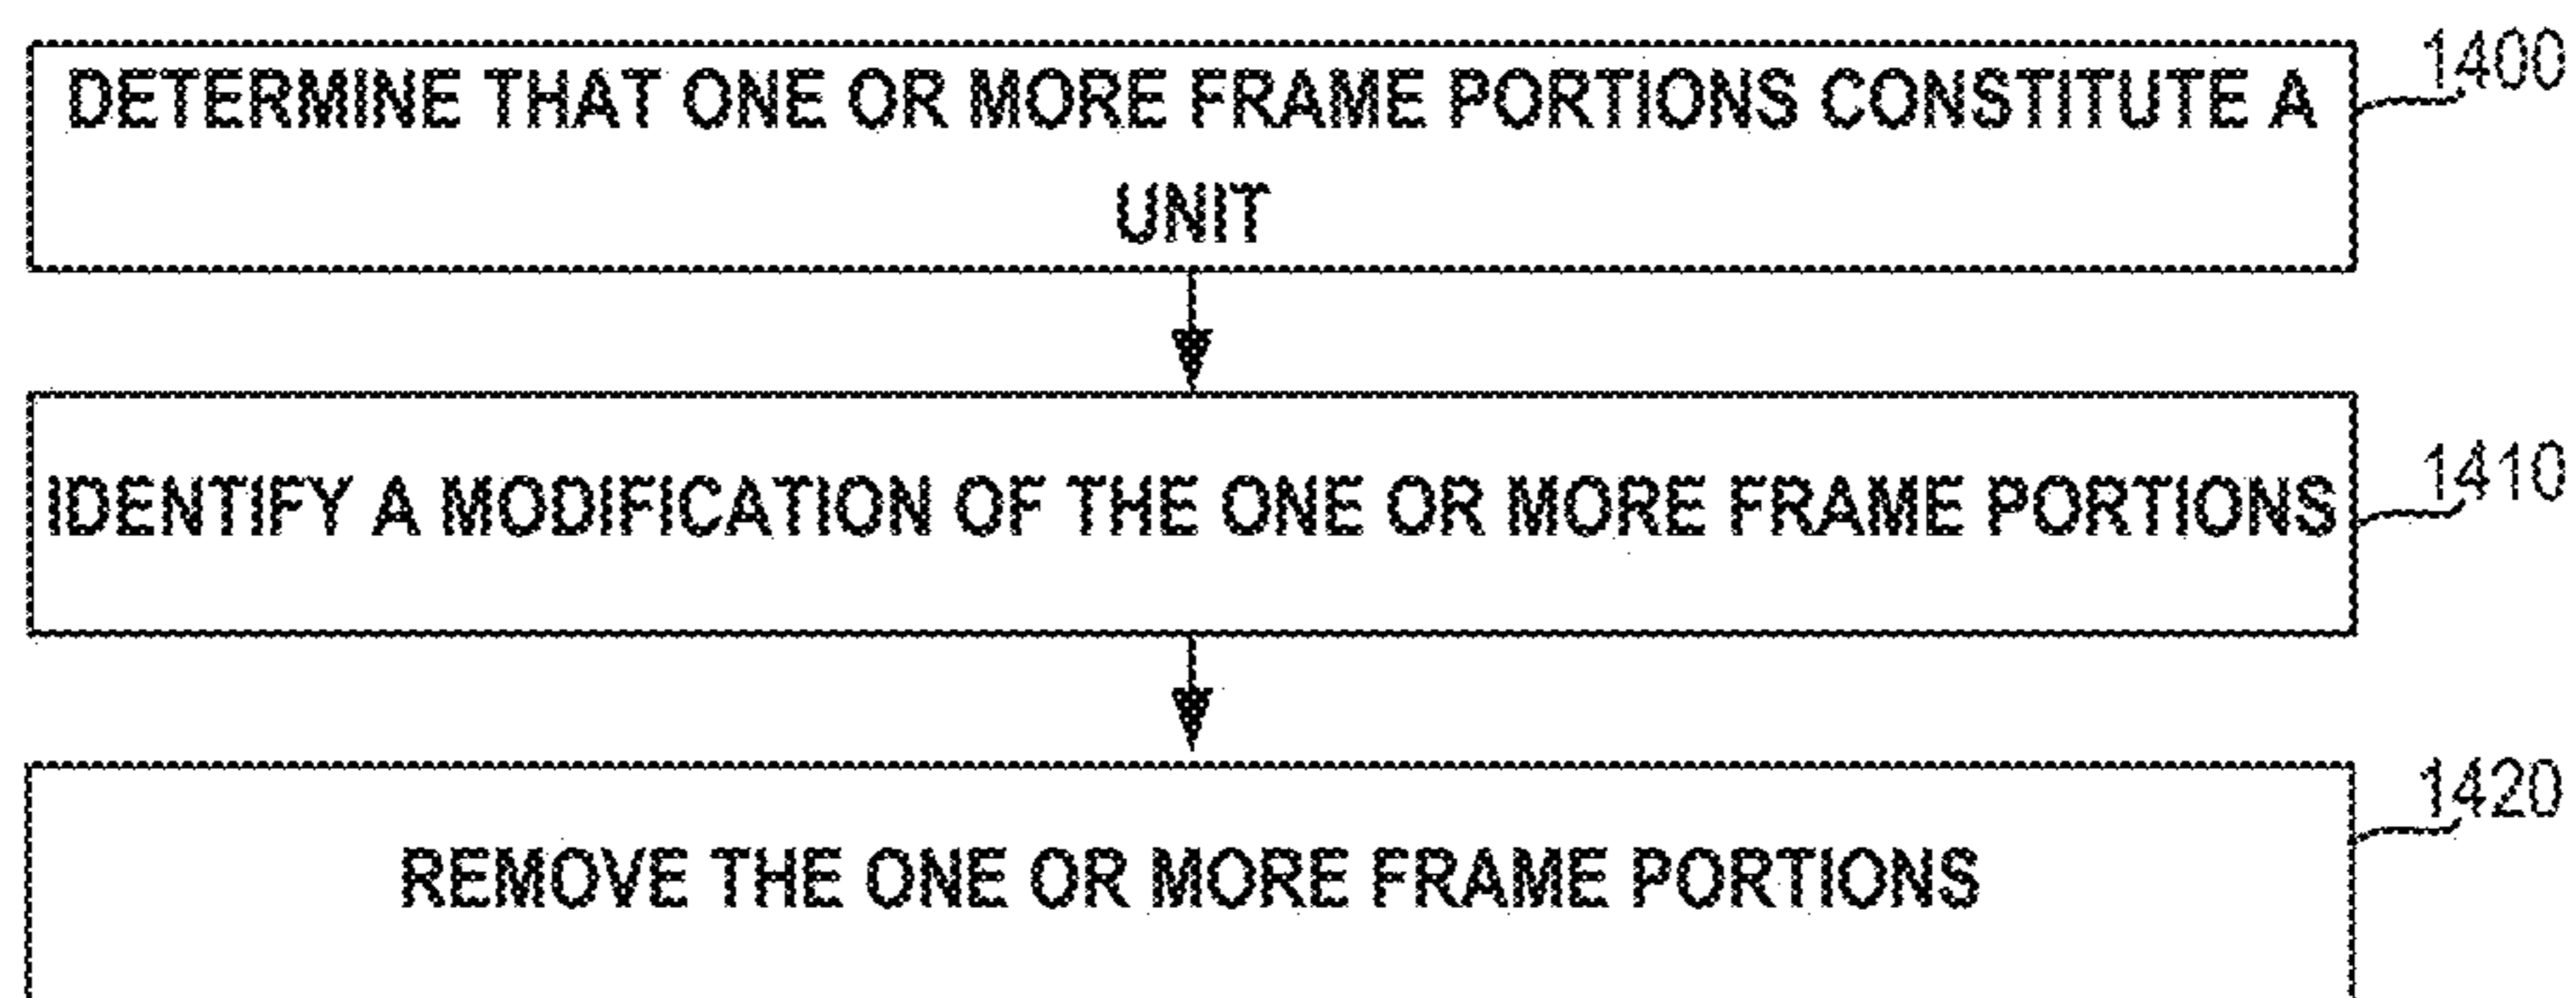 DETERMINE THAT ONE OR MORE FRAME PORTIONS CONSTITUTE A
UNIT
1400
IDENTIFY A MODIFICATION OF THE ONE OR MORE FRAME PORTIONS
1410
REMOVE THE ONE OR MORE FRAME PORTIONS
1420